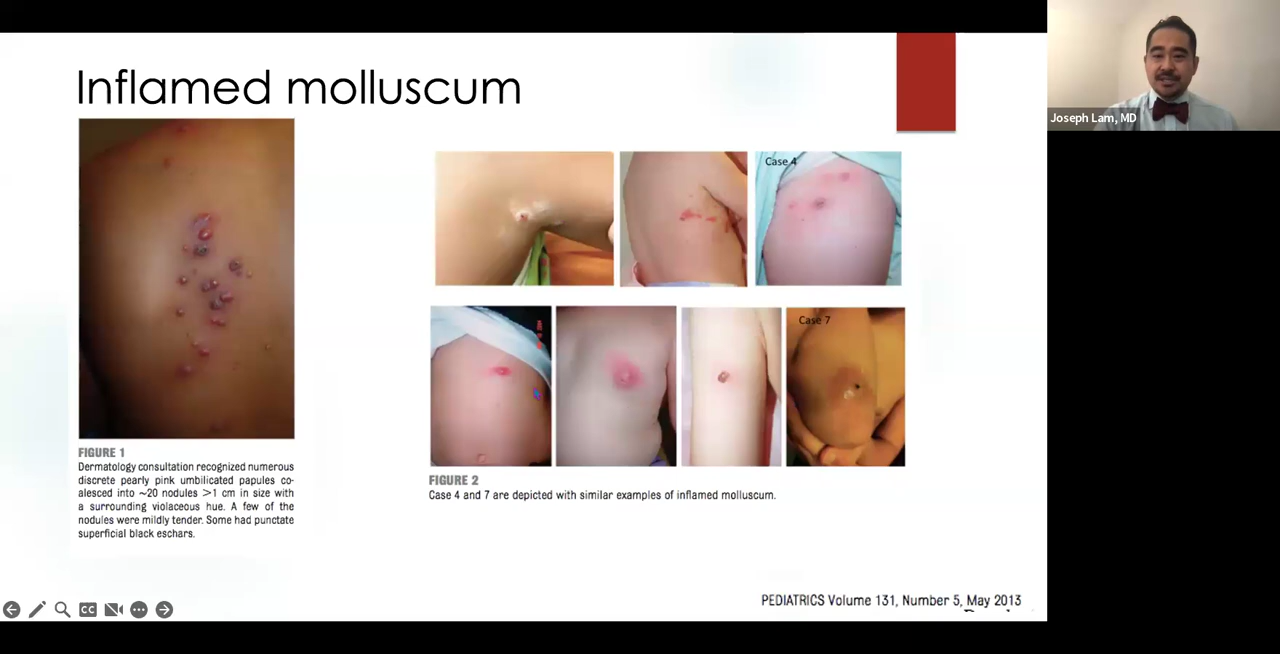 Inflamed molluscum
Joseph Lam, MD
Case 4
Case 7
FIGURE 1
Dermatology consultation recognized numerous
discrete pearly pink umbilicated papules co-
alesced into ~20 nodules >1 cm in size with
a surrounding violaceous hue. A few of the
nodules were mildly tender. Some had punctate
superficial black eschars.
FIGURE 2
Case 4 and 7 are depicted with similar examples of inflamed molluscum.
CC
PEDIATRICS Volume 131, Number 5, May 2013